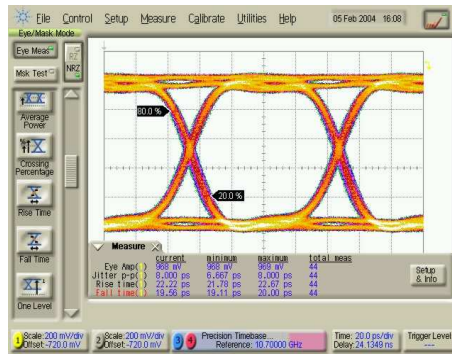 File Control Setup Measure Calibrate Utilities Help 05 Feb 2004 16:08
Eye/Mask Mode
Eye Meas
RZ
Msk Test
NRZ
Average Power
Crossing Percentage
Rise Time
Fall Time
One Level
80.0 %
20.0 %
Measure
current minimum maximum total meas
Eye Amp( ) 968 mV 968 mV 969 mV 44
Jitter p-p( ) 8.000 ps 6.667 ps 8.000 ps 44
Rise time( ) 22.22 ps 21.78 ps 22.67 ps 44
Fall time( ) 19.56 ps 19.11 ps 20.00 ps 44
Setup & Info
1 Scale: 200 mV/div Offset: -720.0 mV
2 Scale: 200 mV/div Offset: -720.0 mV
3 4 Precision Timebase... Reference: 10.70000 GHz
Time: 20.0 ps/div Delay: 24.1349 ns
Trigger Level
---